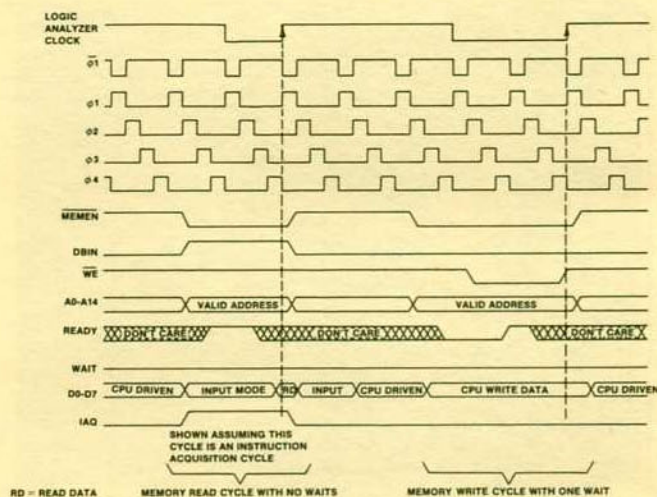 LOGIC
ANALYZER
CLOCK
φ1
φ1
φ2
φ3
φ4
MEMEN
DBIN
WE
A0-A14
VALID ADDRESS
VALID ADDRESS
READY
DON'T CARE
DON'T CARE
DON'T CARE
WAIT
D0-D7
CPU DRIVEN
INPUT MODE
RD
INPUT
CPU DRIVEN
CPU WRITE DATA
CPU DRIVEN
IAQ
SHOWN ASSUMING THIS
CYCLE IS AN INSTRUCTION
ACQUISITION CYCLE
RD = READ DATA
MEMORY READ CYCLE WITH NO WAITS
MEMORY WRITE CYCLE WITH ONE WAIT